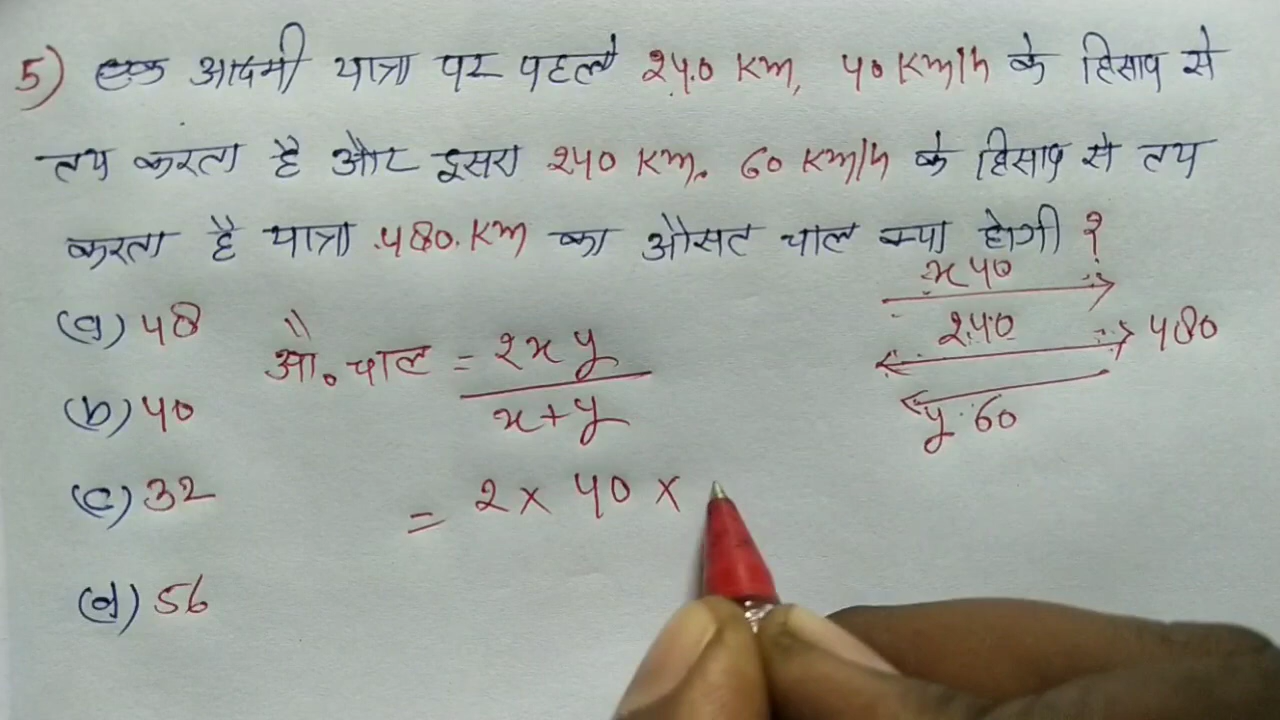 5) एक आदमी यात्रा पर पहले 240 KM, 40 KM/h के हिसाब से
तय करता है और दूसरा 240 KM. 60 KM/h के हिसाब से तय
करता है यात्रा 480 KM का औसत चाल क्या होगी ?
x 40
(a) 48
औ. चाल = 2xy
240
480
x+y
(b) 40
y 60
(c) 32
= 2 x 40 x
(d) 56